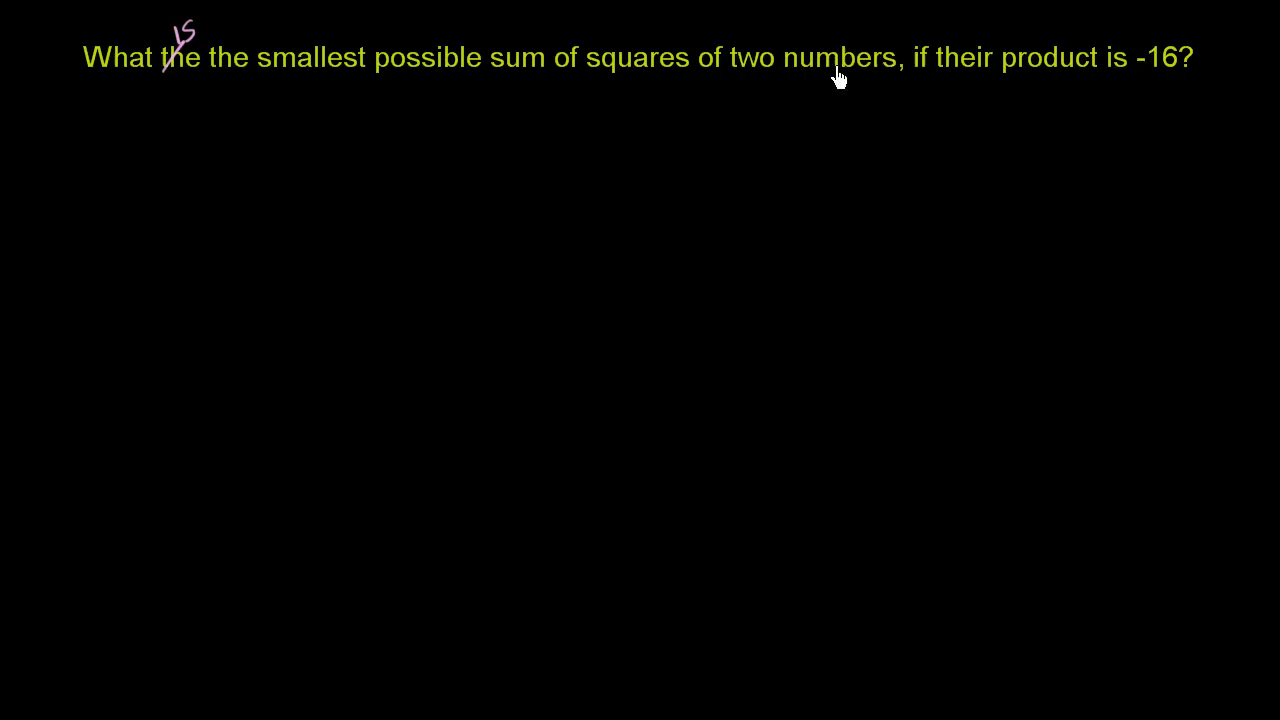 is
What the the smallest possible sum of squares of two numbers, if their product is -16?